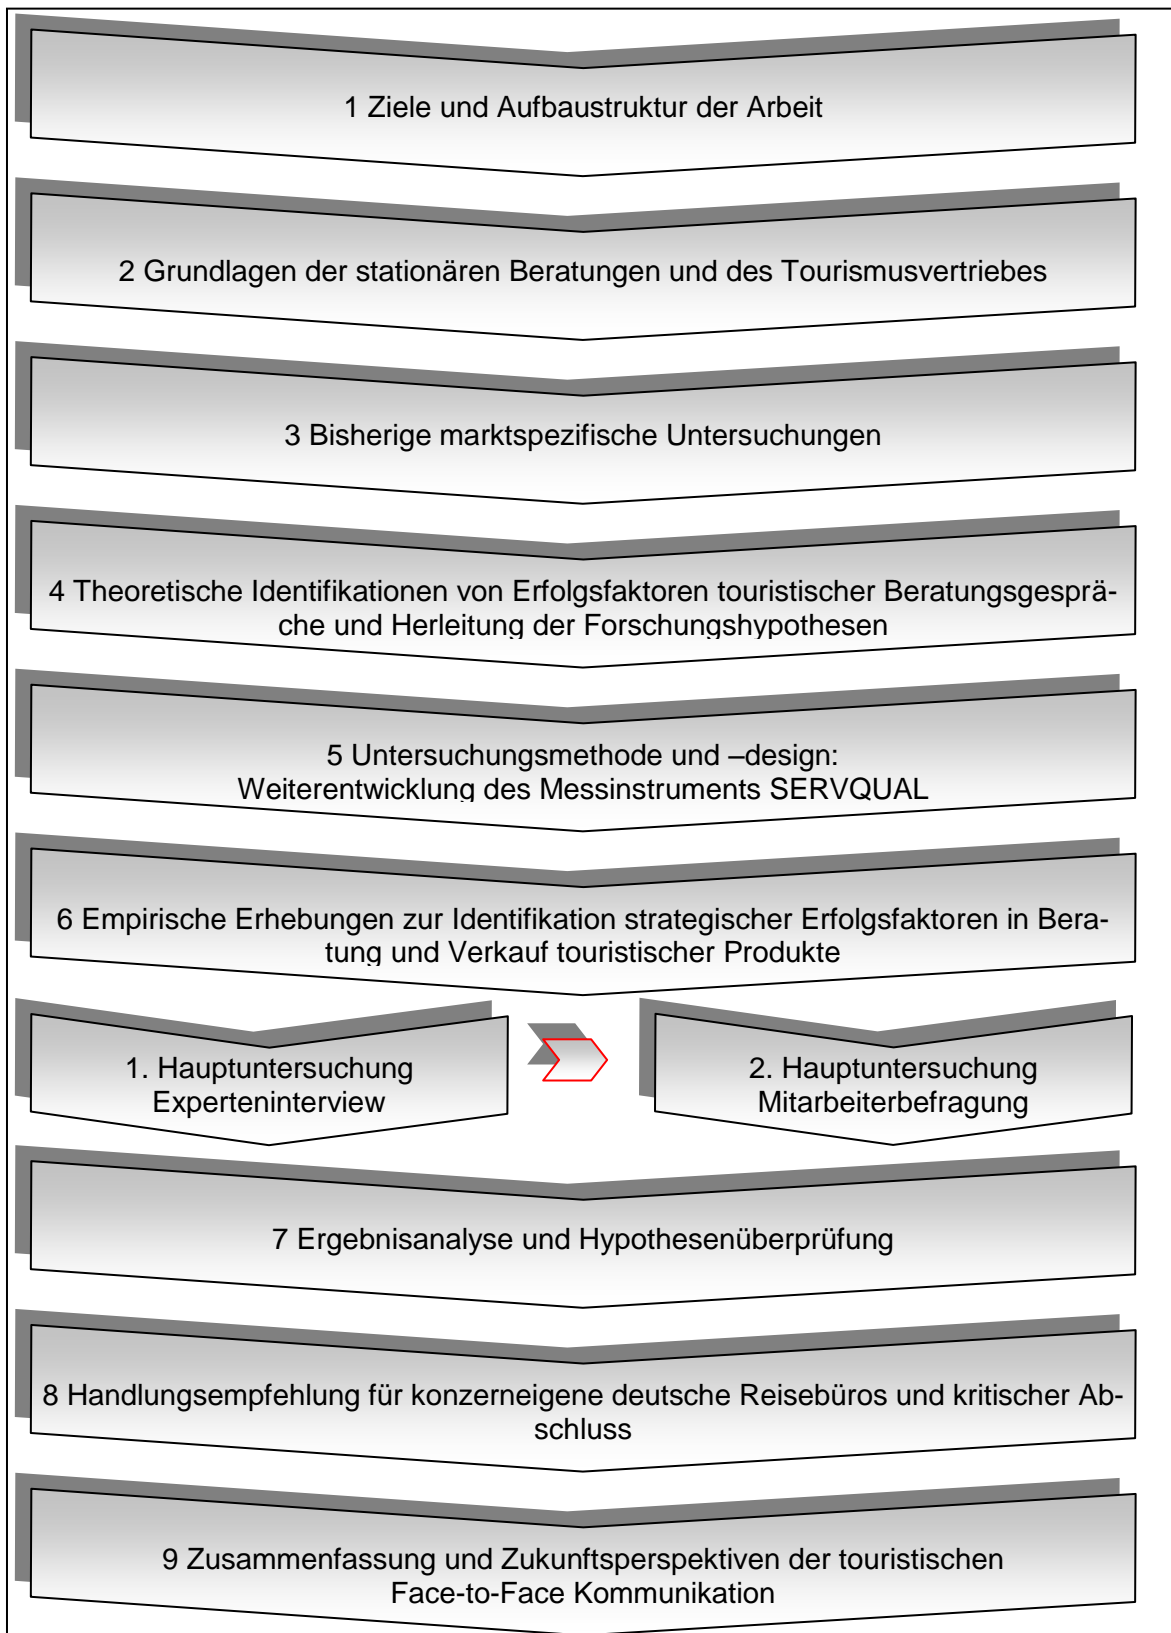 1 Ziele und Aufbaustruktur der Arbeit
2 Grundlagen der stationären Beratungen und des Tourismusvertriebes
3 Bisherige marktspezifische Untersuchungen
4 Theoretische Identifikationen von Erfolgsfaktoren touristischer Beratungsgesprä-
che und Herleitung der Forschungshypothesen
5 Untersuchungsmethode und –design:
Weiterentwicklung des Messinstruments SERVQUAL
6 Empirische Erhebungen zur Identifikation strategischer Erfolgsfaktoren in Bera-
tung und Verkauf touristischer Produkte
1. Hauptuntersuchung
Experteninterview
2. Hauptuntersuchung
Mitarbeiterbefragung
7 Ergebnisanalyse und Hypothesenüberprüfung
8 Handlungsempfehlung für konzerneigene deutsche Reisebüros und kritischer Ab-
schluss
9 Zusammenfassung und Zukunftsperspektiven der touristischen
Face-to-Face Kommunikation